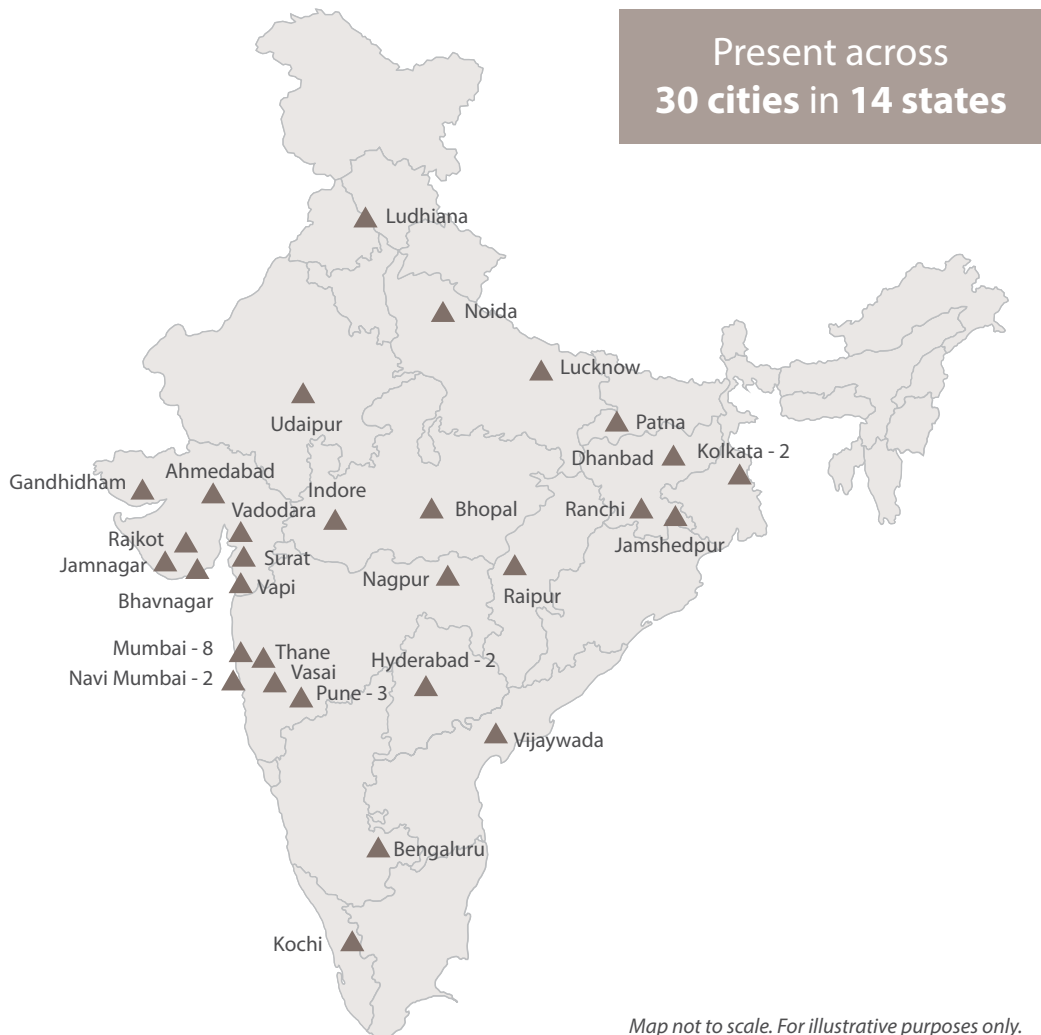 Present across
30 cities in 14 states
Ludhiana
Noida
Lucknow
Udaipur
Patna
Dhanbad
Kolkata - 2
Gandhidham
Ahmedabad
Indore
Vadodara
Bhopal
Ranchi
Jamshedpur
Rajkot
Jamnagar
Surat
Bhavnagar
Vapi
Nagpur
Raipur
Mumbai - 8
Thane
Navi Mumbai - 2
Vasai
Pune - 3
Hyderabad - 2
Vijaywada
Bengaluru
Kochi
Map not to scale. For illustrative purposes only.